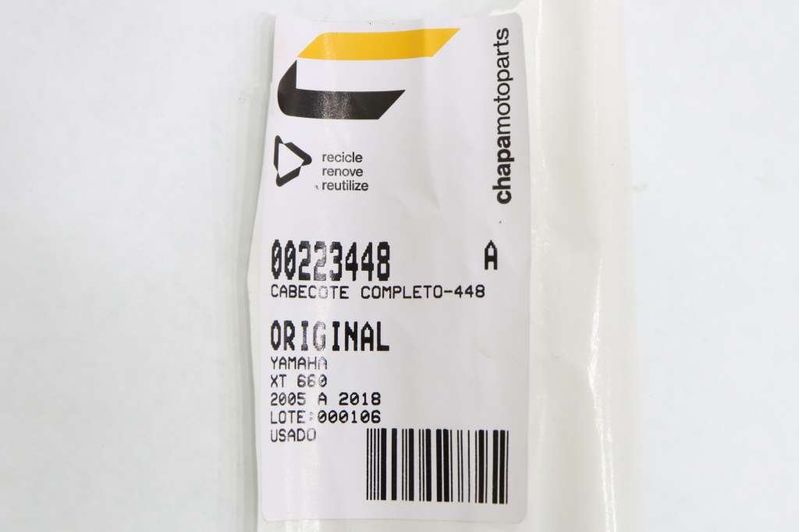 chapamotoparts
recicle
renove
reutilize
00223448 A
CABECOTE COMPLETO-448
ORIGINAL
YAMAHA
XT 660
2005 A 2018
LOTE:000106
USADO